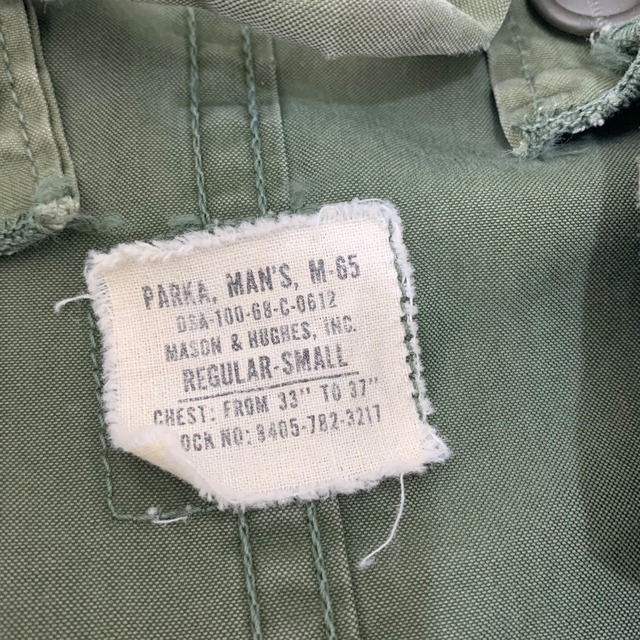 PARKA, MAN'S, M-65
DSA-100-68-C-0612
MASON & HUGHES, INC.
REGULAR-SMALL
CHEST: FROM 33" TO 37"
OCK NO: 8405-782-3217